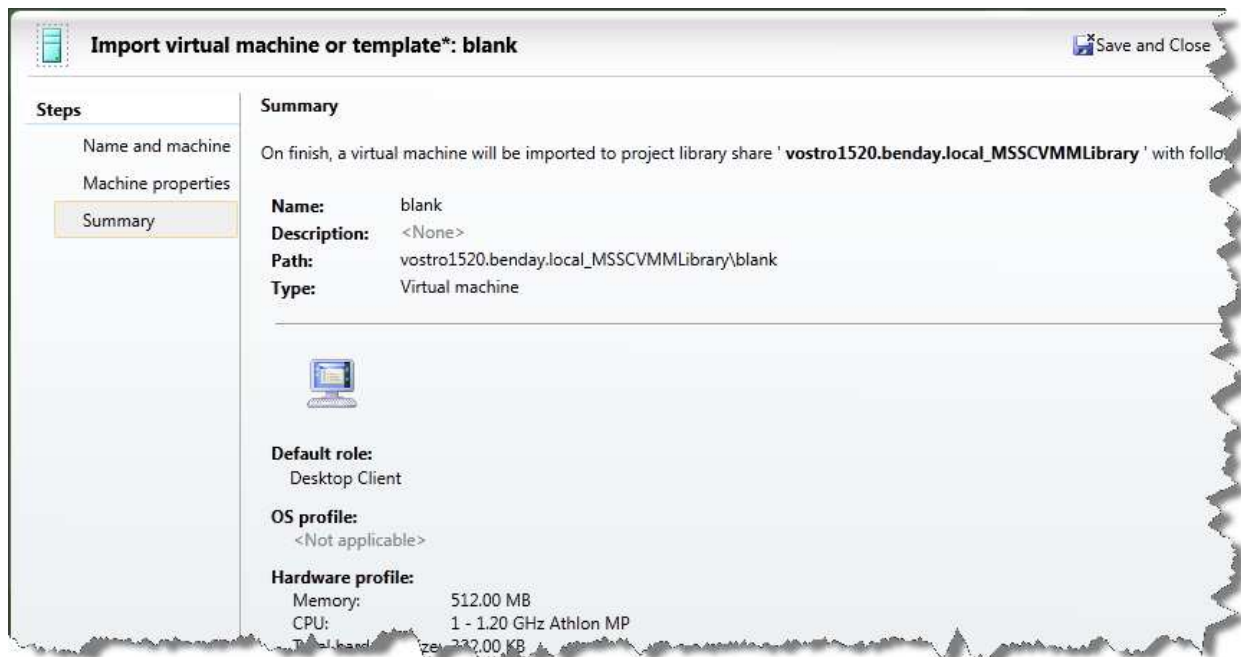 Import virtual machine or template*: blank
Save and Close
Steps
Name and machine
Machine properties
Summary
Summary
On finish, a virtual machine will be imported to project library share ' vostro1520.benday.local_MSSCVMMLibrary ' with
Name: blank
Description: <None>
Path: vostro1520.benday.local_MSSCVMMLibrary\blank
Type: Virtual machine
Default role:
Desktop Client
OS profile:
<Not applicable>
Hardware profile:
Memory: 512.00 MB
CPU: 1 - 1.20 GHz Athlon MP
KB